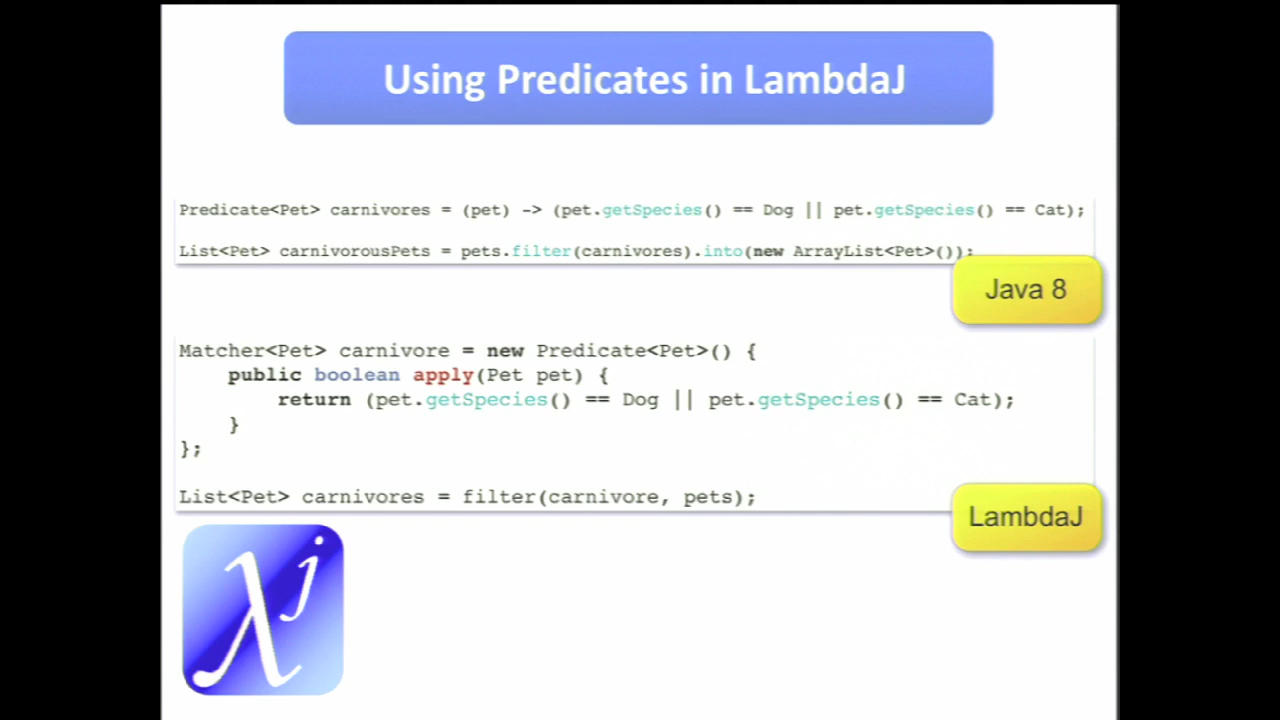 Using Predicates in LambdaJ
Predicate<Pet> carnivores = (pet) -> (pet.getSpecies() == Dog || pet.getSpecies() == Cat);
List<Pet> carnivorousPets = pets.filter(carnivores).into(new ArrayList<Pet>());
Java 8
Matcher<Pet> carnivore = new Predicate<Pet>() {
    public boolean apply(Pet pet) {
        return (pet.getSpecies() == Dog || pet.getSpecies() == Cat);
    }
};
List<Pet> carnivores = filter(carnivore, pets);
LambdaJ
λj